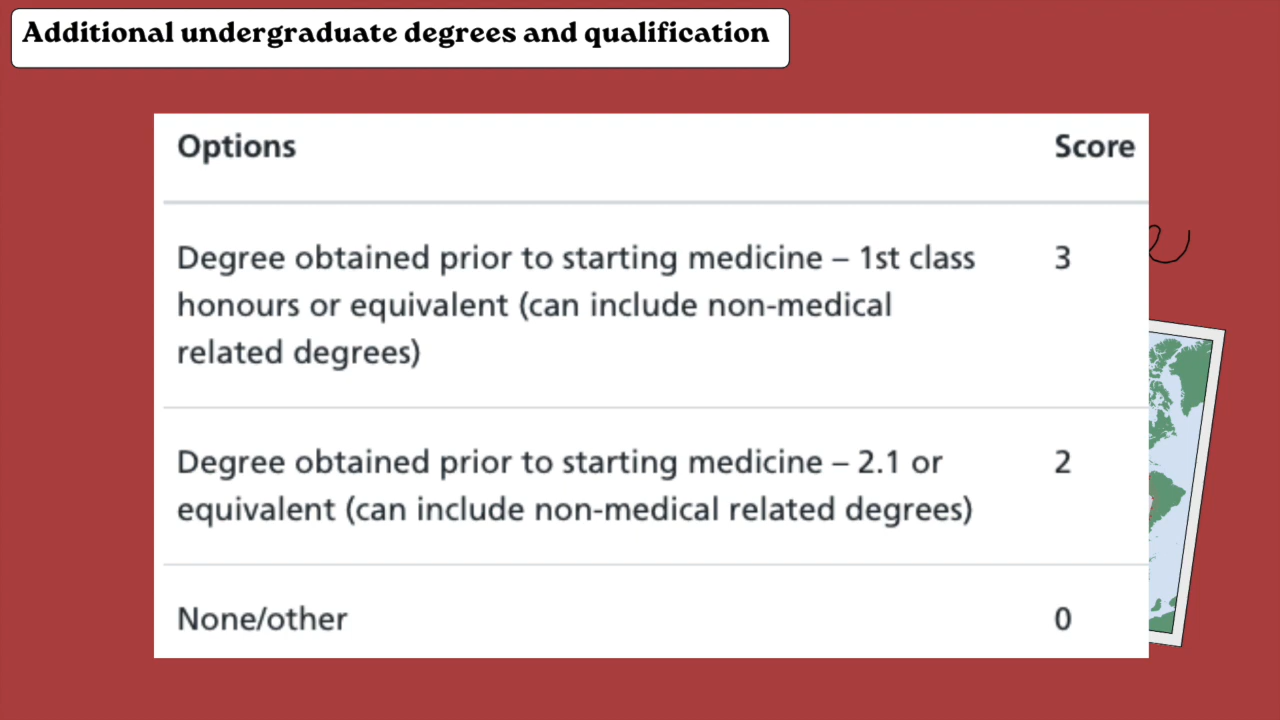 Additional undergraduate degrees and qualification
Options Score
Degree obtained prior to starting medicine – 1st class 3
honours or equivalent (can include non-medical
related degrees)
Degree obtained prior to starting medicine – 2.1 or 2
equivalent (can include non-medical related degrees)
None/other 0